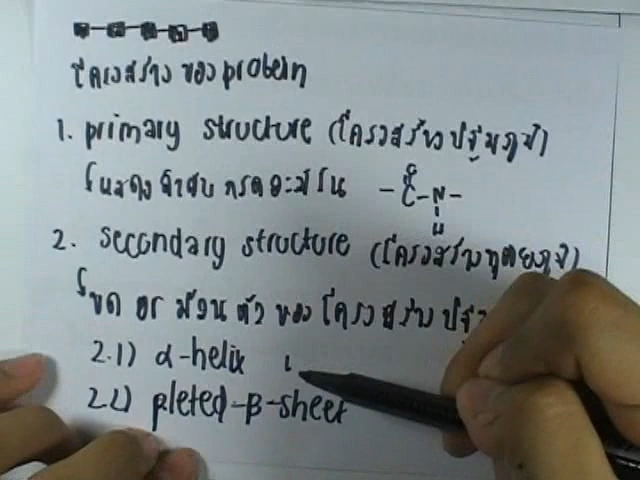 โครงสร้าง ของ protein
1. primary structure (โครงสร้างปฐมภูมิ)
แสดงลำดับ กรดอะมิโน -C-N-
2. secondary structure (โครงสร้างทุติยภูมิ)
ขด or ม้วน ตัว ของ โครงสร้าง ปฐ
2.1) α-helix
2.2) pleted-β-sheet